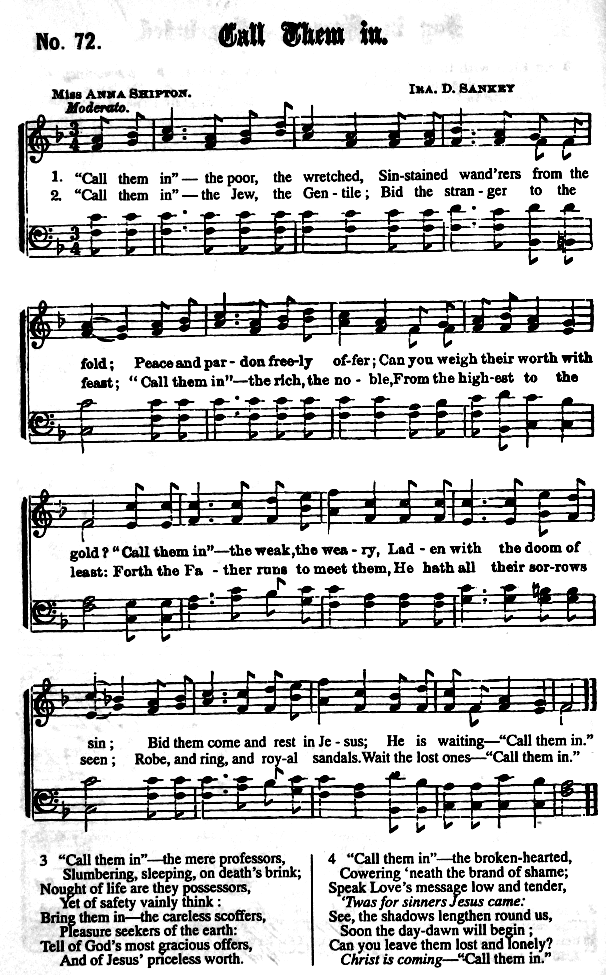 No. 72.
Call Them in.
Miss ANNA SHIPTON.
IRA. D. SANKEY
Moderato.
1. “Call them in”— the poor, the wretched, Sin-stained wand'rers from the
2. “Call them in”— the Jew, the Gen - tile; Bid the stran - ger to the
fold; Peace and par - don free-ly of-fer; Can you weigh their worth with
feast; “Call them in”—the rich, the no - ble, From the high-est to the
gold? “Call them in”—the weak, the wea - ry, Lad - en with the doom of
least: Forth the Fa - ther runs to meet them, He hath all their sor-rows
sin; Bid them come and rest in Je - sus; He is waiting—“Call them in.”
seen; Robe, and ring, and roy-al sandals. Wait the lost ones—“Call them in.”
3 “Call them in”—the mere professors,
Slumbering, sleeping, on death's brink;
Nought of life are they possessors,
Yet of safety vainly think :
Bring them in—the careless scoffers,
Pleasure seekers of the earth:
Tell of God's most gracious offers,
And of Jesus' priceless worth.
4 “Call them in”—the broken-hearted,
Cowering ‘neath the brand of shame;
Speak Love's message low and tender,
‘Twas for sinners Jesus came:
See, the shadows lengthen round us,
Soon the day-dawn will begin ;
Can you leave them lost and lonely?
Christ is coming—“Call them in.”